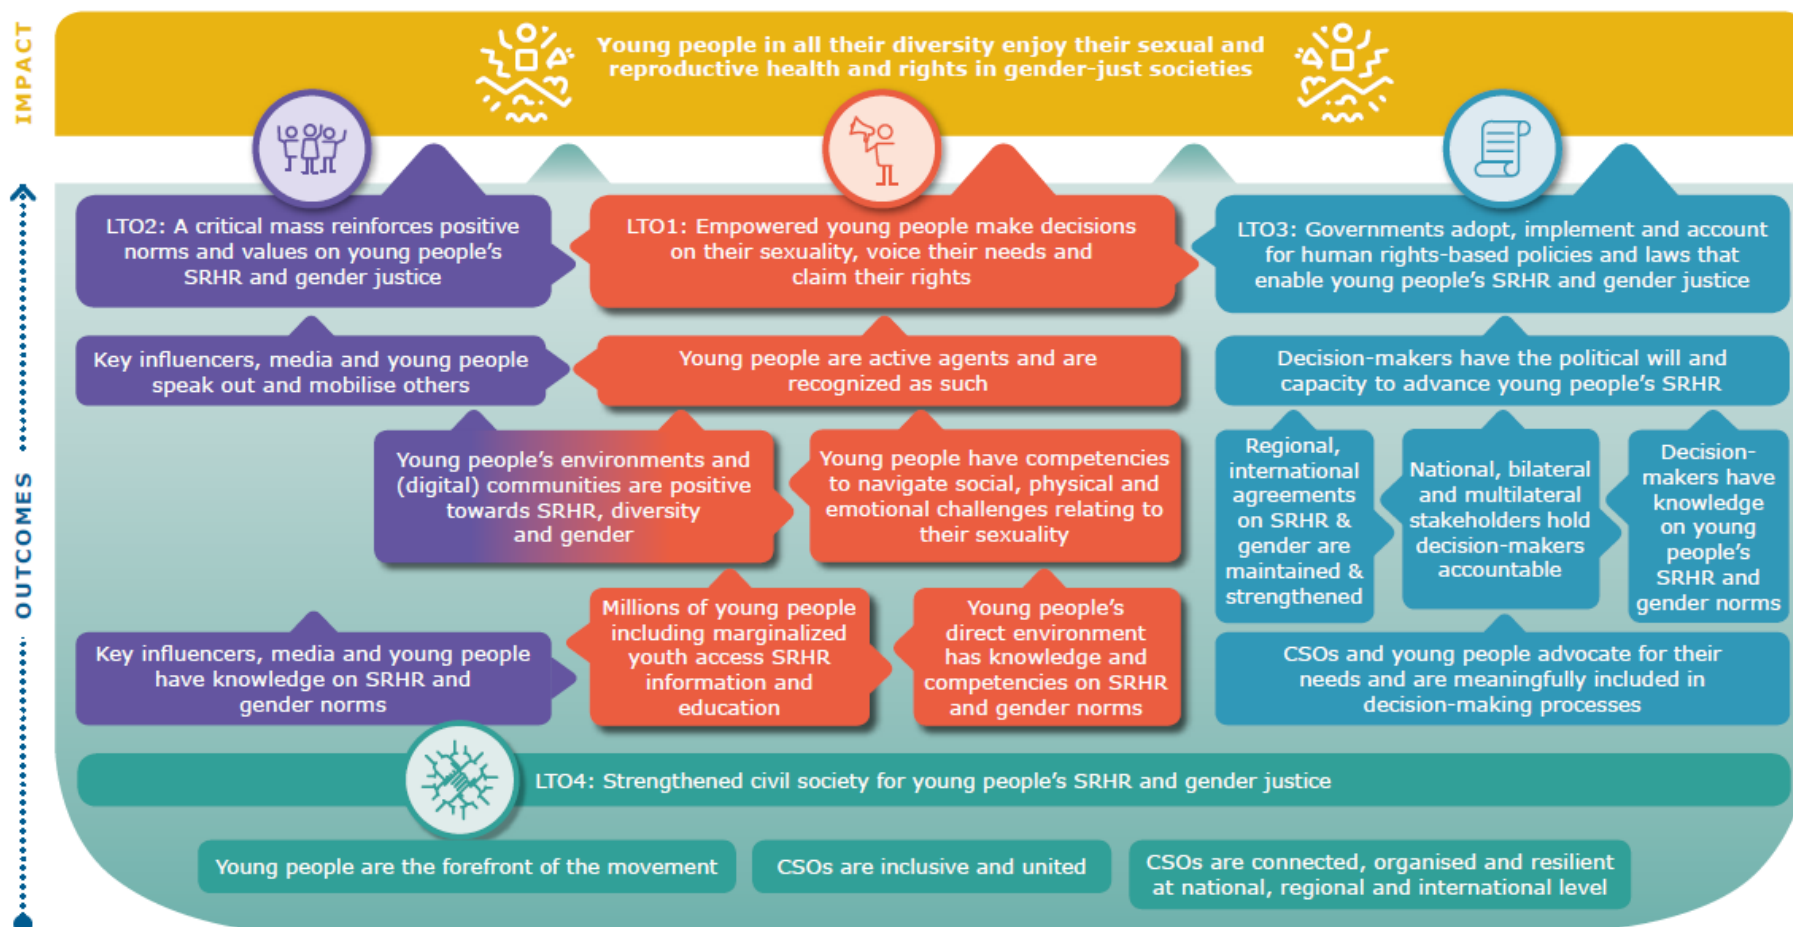 IMPACT
Young people in all their diversity enjoy their sexual and
reproductive health and rights in gender-just societies
OUTCOMES
LTO2: A critical mass reinforces positive
norms and values on young people's
SRHR and gender justice
LTO1: Empowered young people make decisions
on their sexuality, voice their needs and
claim their rights
LTO3: Governments adopt, implement and account
for human rights-based policies and laws that
enable young people's SRHR and gender justice
Key influencers, media and young people
speak out and mobilise others
Young people are active agents and are
recognized as such
Decision-makers have the political will and
capacity to advance young people's SRHR
Young people's environments and
(digital) communities are positive
towards SRHR, diversity
and gender
Young people have competencies
to navigate social, physical and
emotional challenges relating to
their sexuality
Regional,
international
agreements
on SRHR &
gender are
maintained &
strengthened
National, bilateral
and multilateral
stakeholders hold
decision-makers
accountable
Decision-
makers have
knowledge
on young
people's
SRHR and
gender norms
Key influencers, media and young people
have knowledge on SRHR and
gender norms
Millions of young people
including marginalized
youth access SRHR
information and
education
Young people's
direct environment
has knowledge and
competencies on SRHR
and gender norms
CSOs and young people advocate for their
needs and are meaningfully included in
decision-making processes
LTO4: Strengthened civil society for young people's SRHR and gender justice
Young people are the forefront of the movement
CSOs are inclusive and united
CSOs are connected, organised and resilient
at national, regional and international level